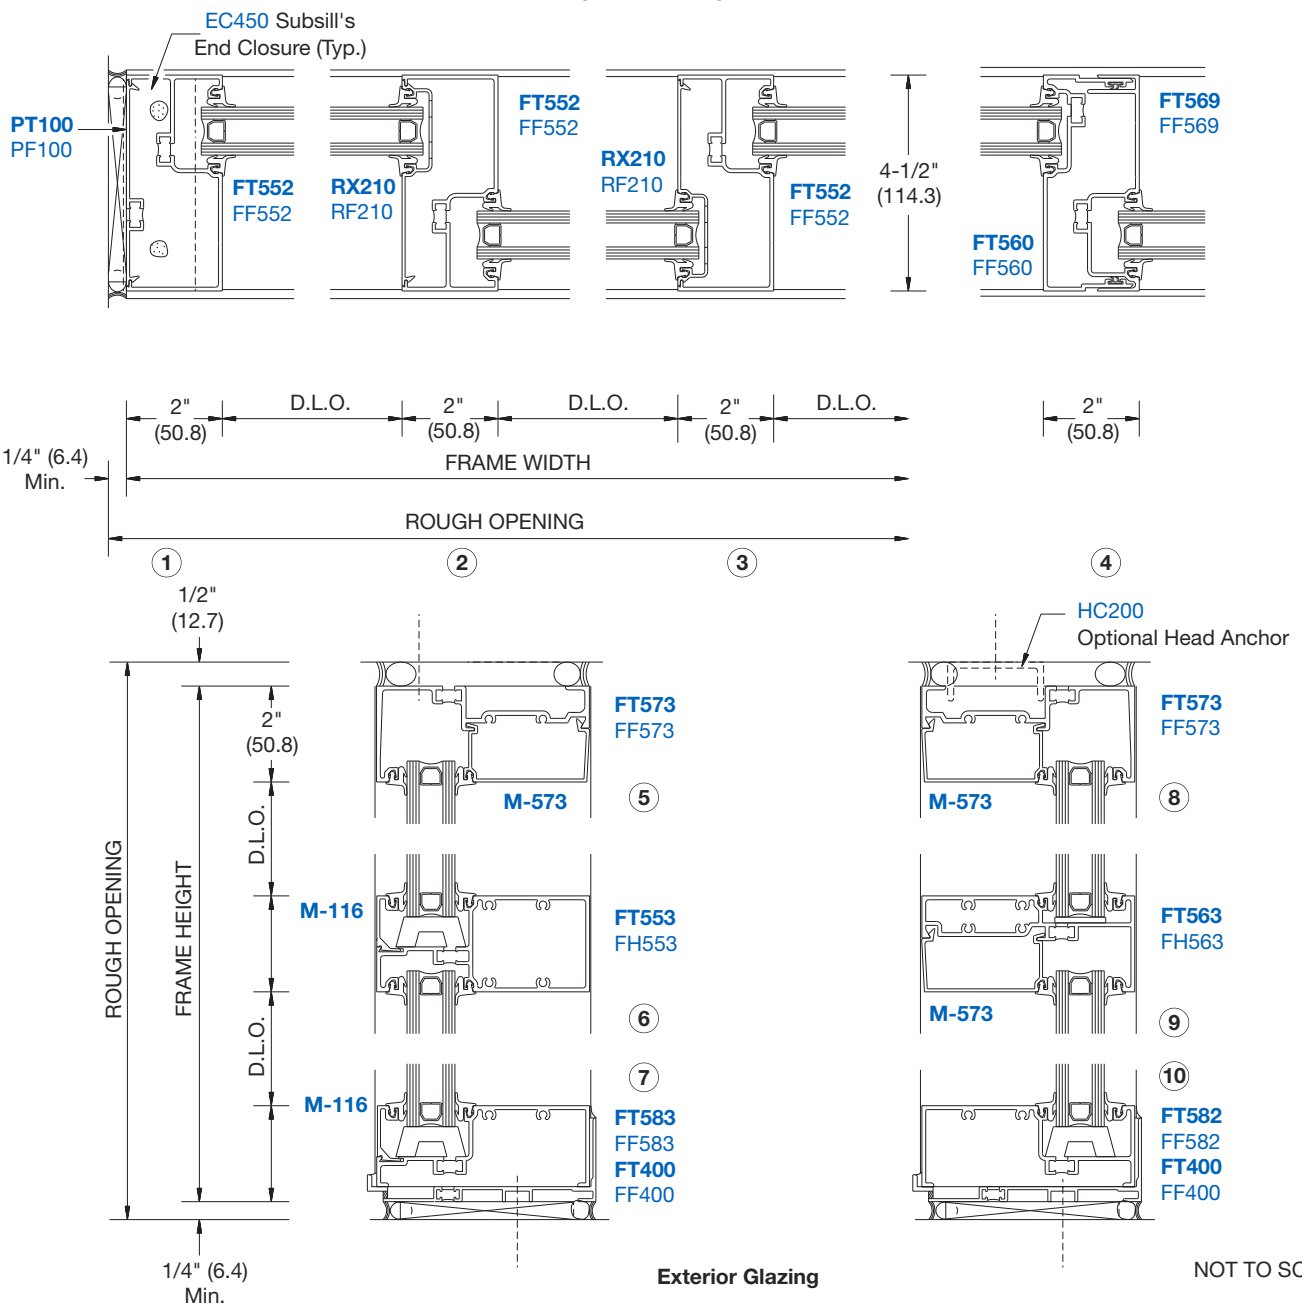 EC450 Subsill's
End Closure (Typ.)
PT100
PF100
FT552
FF552
RX210
RF210
FT552
FF552
RX210
RF210
FT552
FF552
4-1/2"
(114.3)
FT569
FF569
FT560
FF560
2"
(50.8)
D.L.O.
2"
(50.8)
D.L.O.
2"
(50.8)
D.L.O.
2"
(50.8)
1/4" (6.4)
Min.
FRAME WIDTH
ROUGH OPENING
1
2
3
4
1/2"
(12.7)
HC200
Optional Head Anchor
2"
(50.8)
FT573
FF573
FT573
FF573
M-573
5
M-573
8
D.L.O.
ROUGH OPENING
FRAME HEIGHT
M-116
FT553
FH553
FT563
FH563
M-573
6
9
D.L.O.
7
10
M-116
FT583
FF583
FT400
FF400
FT582
FF582
FT400
FF400
1/4" (6.4)
Min.
Exterior Glazing
NOT TO